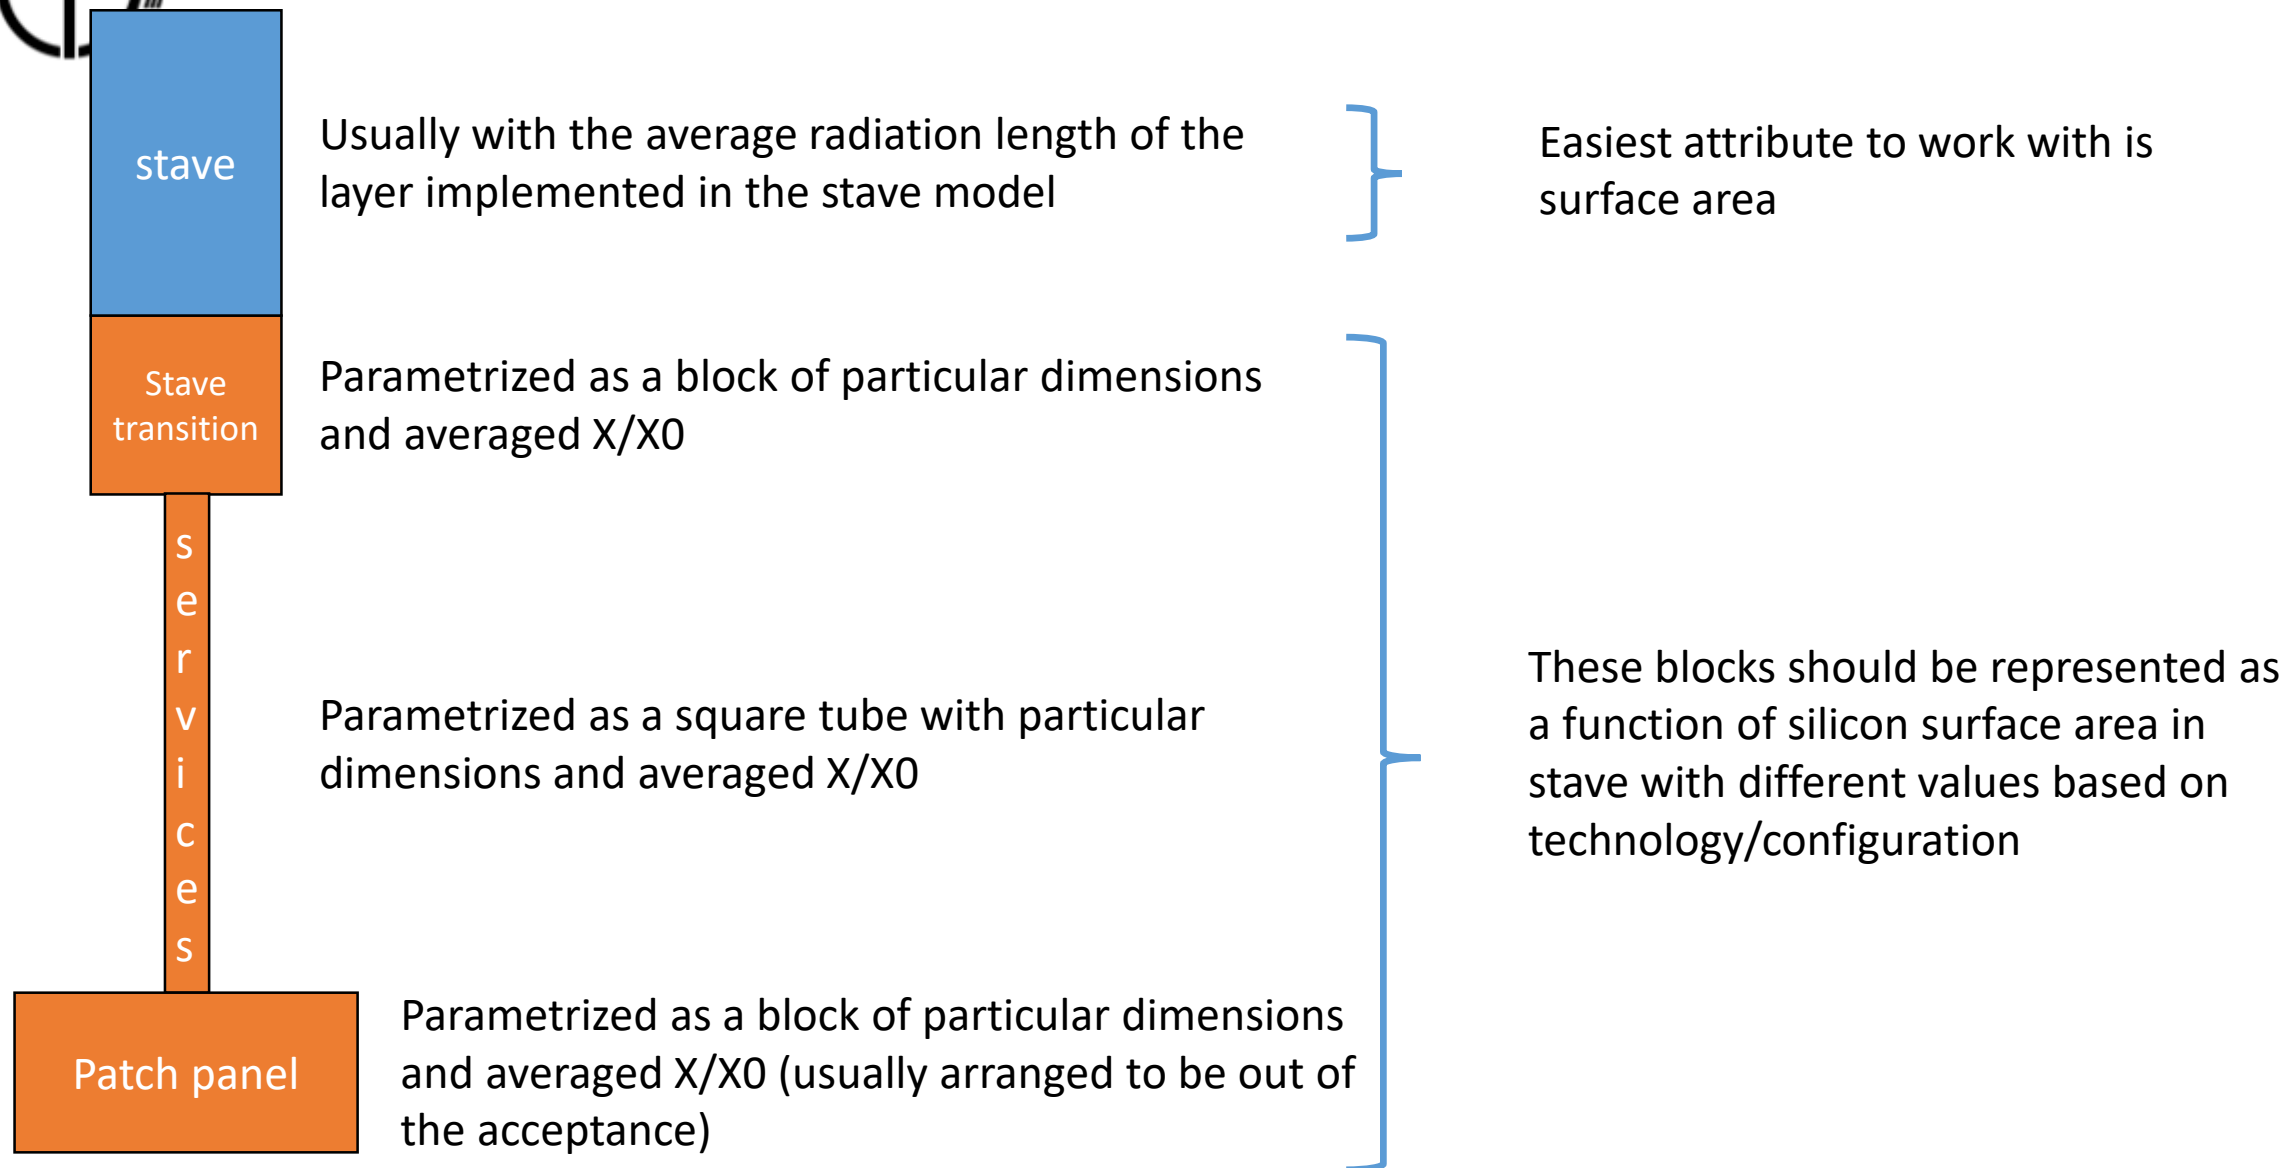 stave
Usually with the average radiation length of the
layer implemented in the stave model
Easiest attribute to work with is
surface area
Stave
transition
Parametrized as a block of particular dimensions
and averaged X/X0
services
Parametrized as a square tube with particular
dimensions and averaged X/X0
These blocks should be represented as
a function of silicon surface area in
stave with different values based on
technology/configuration
Patch panel
Parametrized as a block of particular dimensions
and averaged X/X0 (usually arranged to be out of
the acceptance)